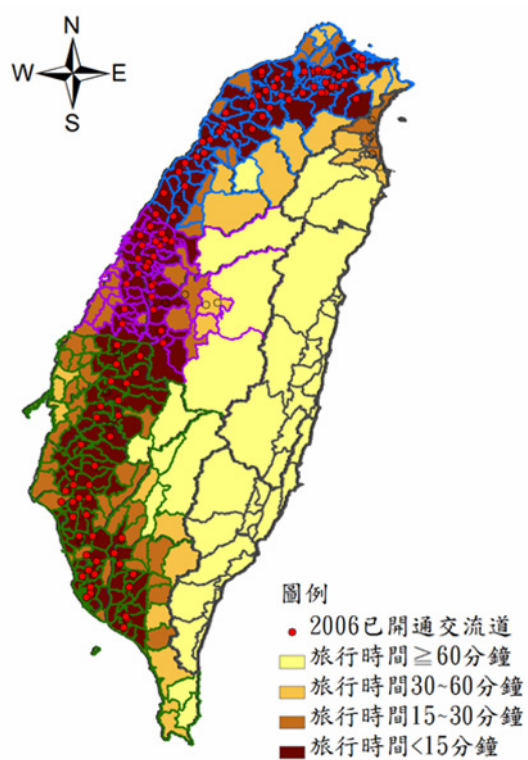 N
W E
S
圖例
2006已開通交流道
旅行時間≧60分鐘
旅行時間30~60分鐘
旅行時間15~30分鐘
旅行時間<15分鐘